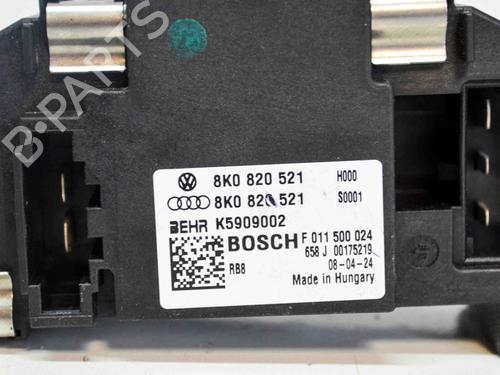 B-PARTS
8K0 820 521 H000
8K0 820 521 S0001
BEHR K5909002
BOSCH F 011 500 024
658 J 00175219
RB8 08-04-24
Made in Hungary